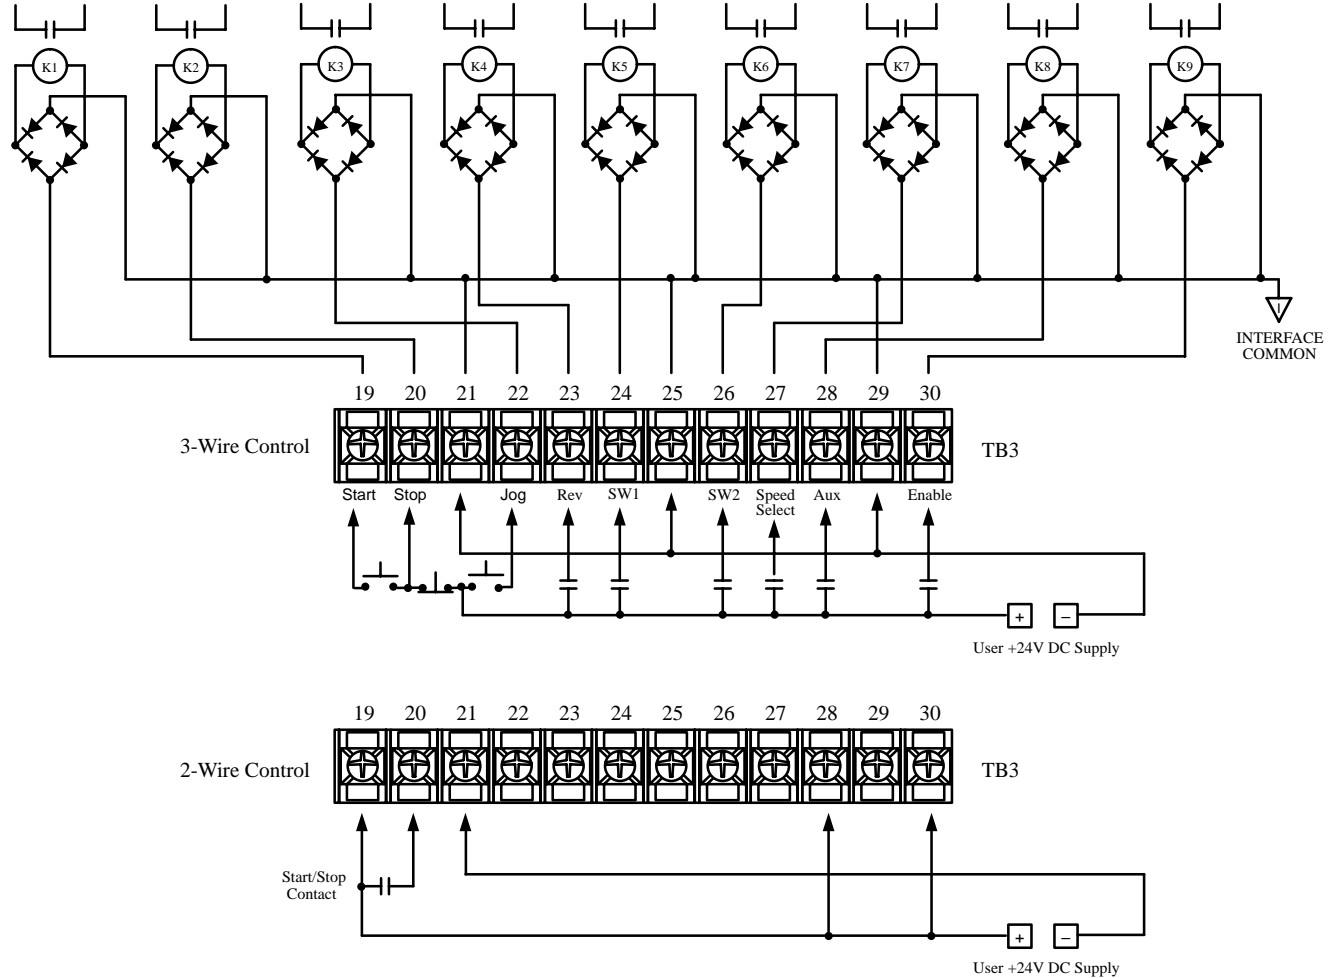 K1 K2 K3 K4 K5 K6 K7 K8 K9
INTERFACE
COMMON
19 20 21 22 23 24 25 26 27 28 29 30
3-Wire Control
TB3
Start Stop Jog Rev SW1 SW2 Speed Aux Enable
Select
+ −
User +24V DC Supply
19 20 21 22 23 24 25 26 27 28 29 30
2-Wire Control
TB3
Start/Stop
Contact
+ −
User +24V DC Supply